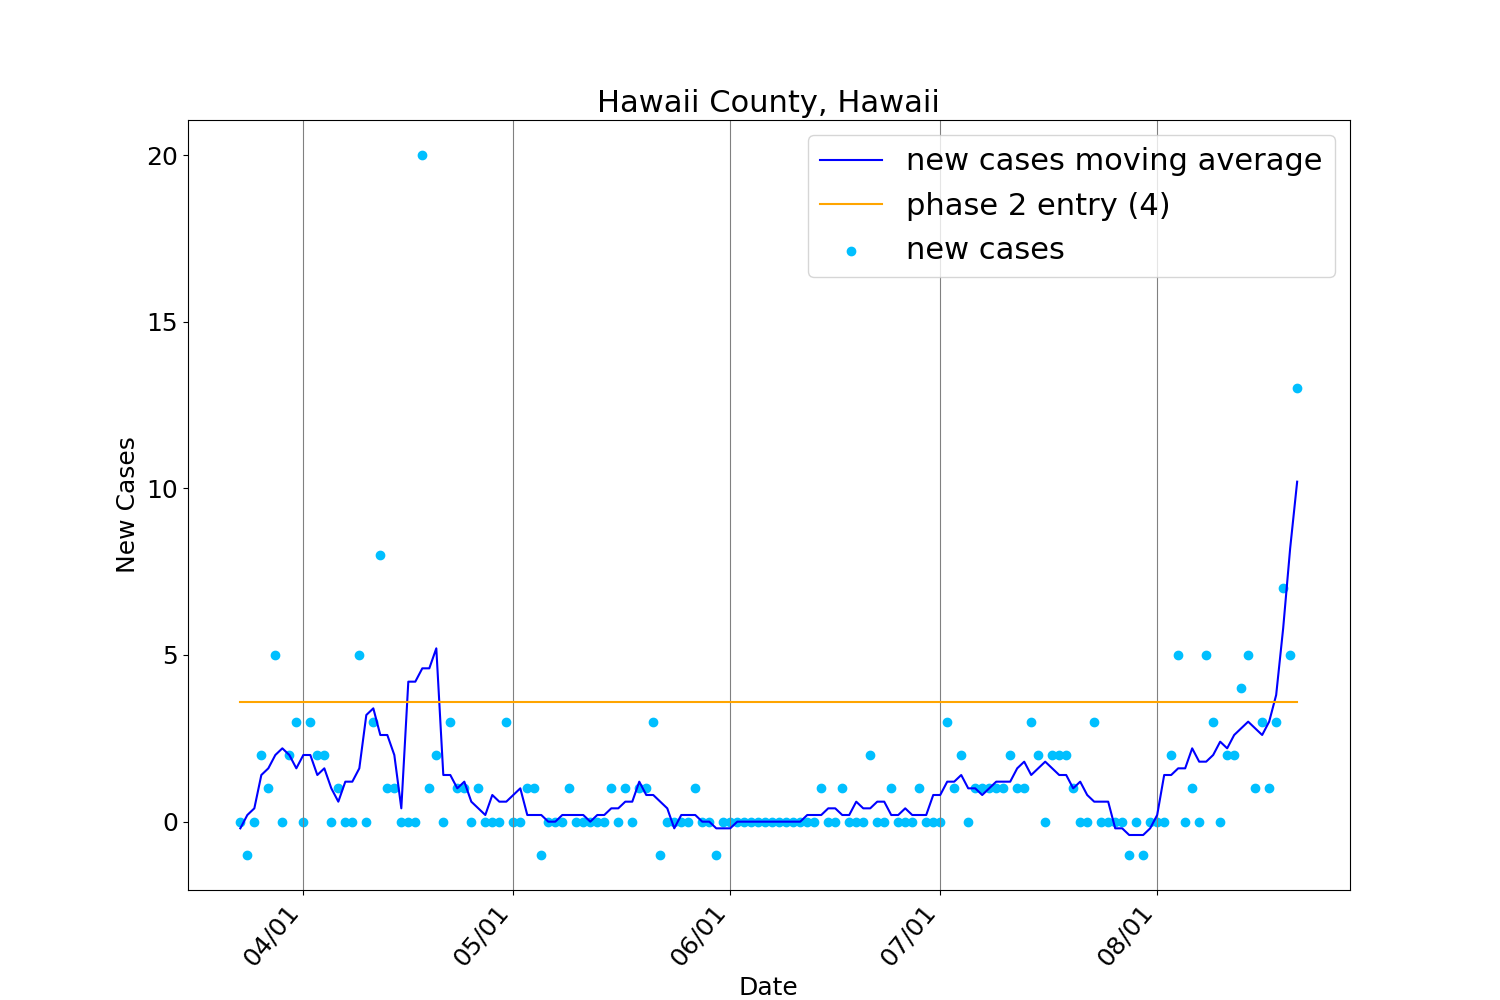 Hawaii County, Hawaii
new cases moving average
phase 2 entry (4)
new cases
New Cases
20
15
10
5
0
04/01
05/01
06/01
07/01
08/01
Date